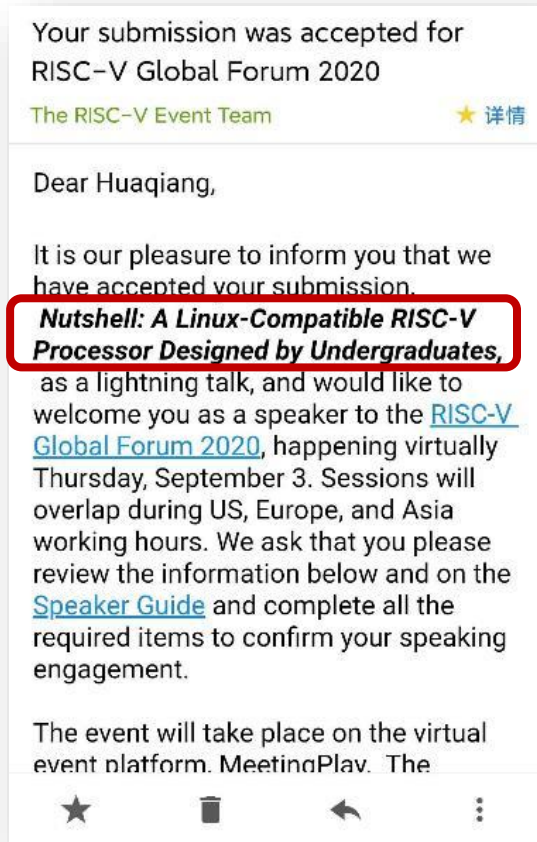 Your submission was accepted for
RISC-V Global Forum 2020
The RISC-V Event Team
详情
Dear Huaqiang,
It is our pleasure to inform you that we
have accepted your submission,
Nutshell: A Linux-Compatible RISC-V
Processor Designed by Undergraduates,
as a lightning talk, and would like to
welcome you as a speaker to the RISC-V
Global Forum 2020, happening virtually
Thursday, September 3. Sessions will
overlap during US, Europe, and Asia
working hours. We ask that you please
review the information below and on the
Speaker Guide and complete all the
required items to confirm your speaking
engagement.
The event will take place on the virtual
event platform, MeetingPlay. The